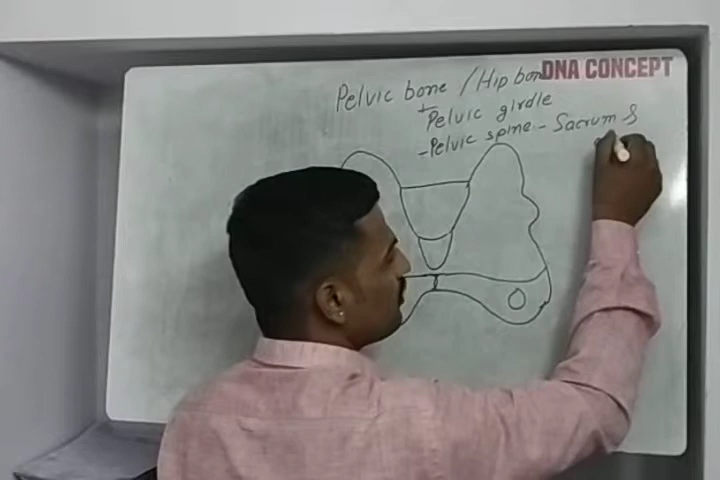 Pelvic bone / Hip bon
DNA CONCEPT
+ Pelvic girdle
- Pelvic spine - Sacrum &